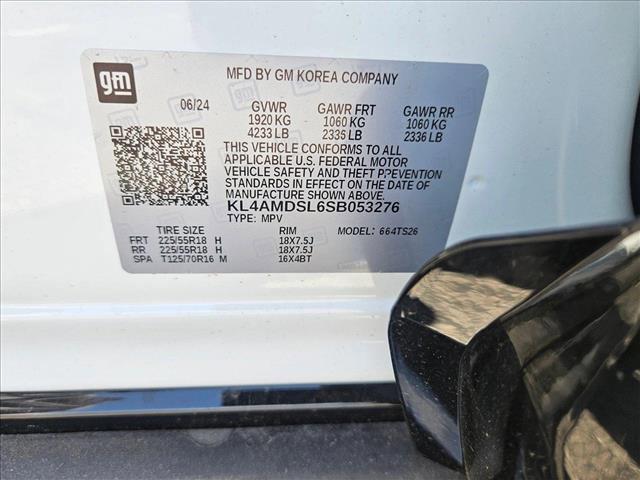 gm
MFD BY GM KOREA COMPANY
06/24 GVWR GAWR FRT GAWR RR
1920 KG 1060 KG 1060 KG
4233 LB 2336 LB 2336 LB
THIS VEHICLE CONFORMS TO ALL
APPLICABLE U.S. FEDERAL MOTOR
VEHICLE SAFETY AND THEFT PREVENTION
STANDARDS IN EFFECT ON THE DATE OF
MANUFACTURE SHOWN ABOVE.
KL4AMDSL6SB053276
TYPE: MPV
TIRE SIZE RIM MODEL: 664TS26
FRT 225/55R18 H 18X7.5J
RR 225/55R18 H 18X7.5J
SPA T125/70R16 M 16X4BT